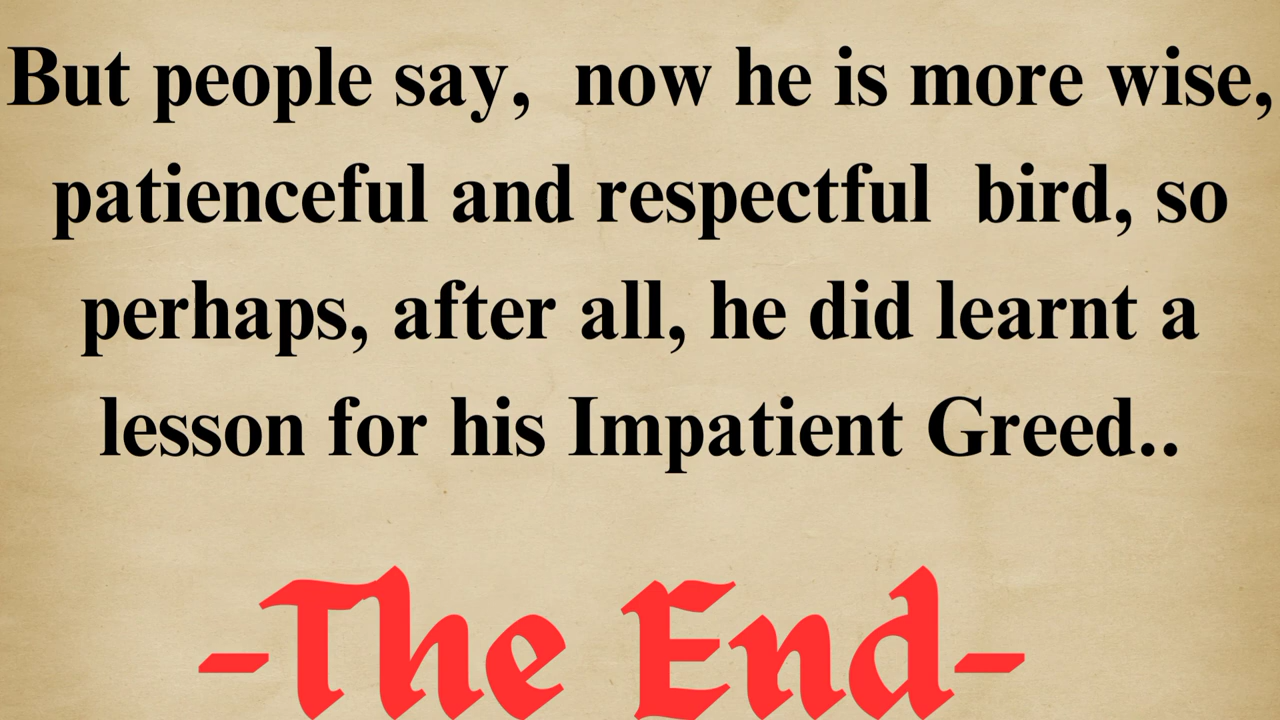 But people say,  now he is more wise,
patienceful and respectful  bird, so
perhaps, after all, he did learnt a
lesson for his Impatient Greed..
-The End-